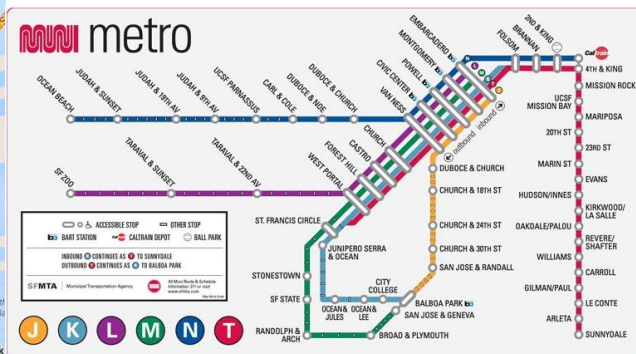 muni metro
OCEAN BEACH
JUDAH & SUNSET
JUDAH & 19TH AV
JUDAH & 9TH AV
UCSF PARNASSUS
CARL & COLE
DUBOCE & NOE
DUBOCE & CHURCH
VAN NESS
CIVIC CENTER
POWELL
MONTGOMERY
EMBARCADERO
FOLSOM
BRANNAN
2ND & KING
Caltrain
4TH & KING
MISSION ROCK
UCSF
MISSION BAY
MARIPOSA
20TH ST
23RD ST
MARIN ST
EVANS
HUDSON/INNES
KIRKWOOD/
LA SALLE
OAKDALE/PALOU
REVERE/
SHAFTER
WILLIAMS
CARROLL
GILMAN/PAUL
LE CONTE
ARLETA
SUNNYDALE
SF ZOO
TARAVAL & SUNSET
TARAVAL & 22ND AV
WEST PORTAL
FOREST HILL
CASTRO
CHURCH
N
L
M
K
J
outbound
inbound
DUBOCE & CHURCH
CHURCH & 18TH ST
CHURCH & 24TH ST
CHURCH & 30TH ST
SAN JOSE & RANDALL
ST. FRANCIS CIRCLE
JUNIPERO SERRA
& OCEAN
STONESTOWN
SF STATE
RANDOLPH &
ARCH
OCEAN &
JULES
OCEAN &
LEE
CITY
COLLEGE
BALBOA PARK
SAN JOSE & GENEVA
BROAD & PLYMOUTH
ACCESSIBLE STOP
OTHER STOP
BART STATION
Caltrain CALTRAIN DEPOT
BALL PARK
INBOUND K CONTINUES AS T TO SUNNYDALE
OUTBOUND T CONTINUES AS K TO BALBOA PARK
SFMTA
Municipal Transportation Agency
J K L M N T